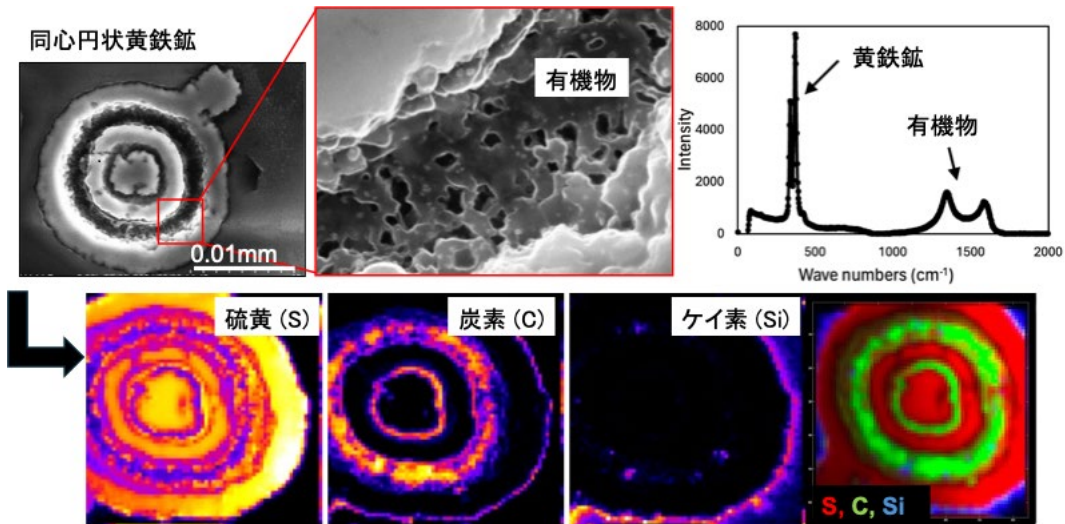 同心円状黄鉄鉱
0.01mm
有機物
8000
6000
4000
2000
0
Intensity
黄鉄鉱
有機物
0
500
1000
1500
2000
Wave numbers (cm⁻¹)
硫黄 (S)
炭素 (C)
ケイ素 (Si)
S, C, Si